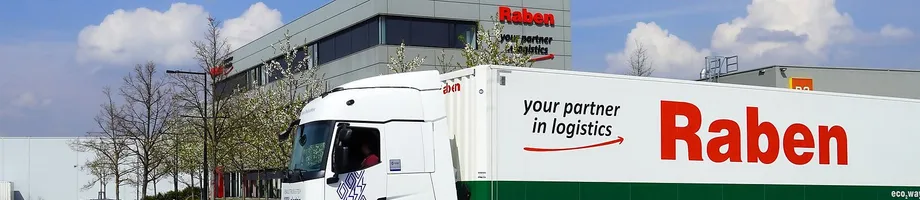 Raben
your partner
in logistics
Raben
your partner
in logistics
Raben
eco,way